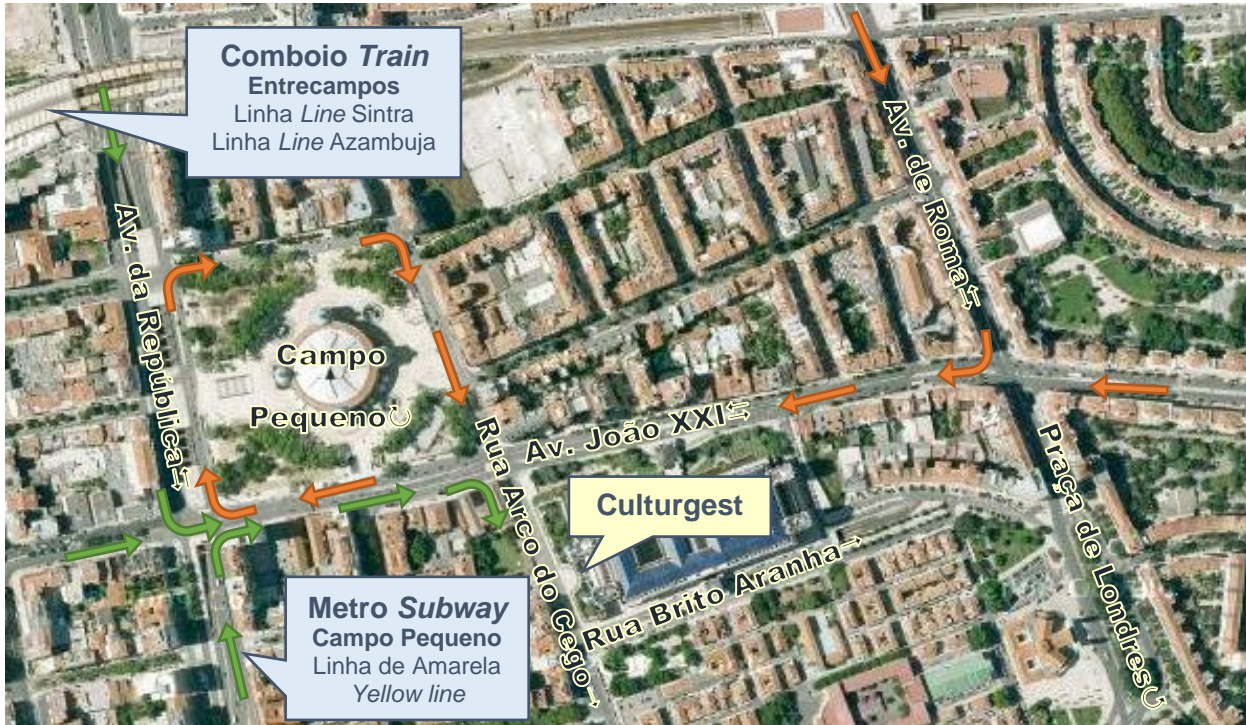 Comboio Train
Entrecampos
Linha Line Sintra
Linha Line Azambuja
Av. de Roma⇆
Av. da República⇆
Campo
Pequeno↻
Av. João XXI⇆
Rua Arco do Cego→
Culturgest
Rua Brito Aranha→
Praça de Londres↻
Metro Subway
Campo Pequeno
Linha de Amarela
Yellow line